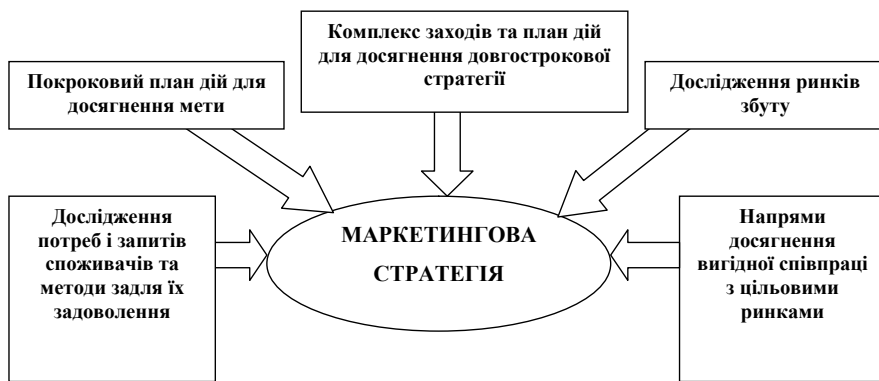 Комплекс заходів та план дій
для досягнення довгострокової
стратегії
Покроковий план дій для
досягнення мети
Дослідження ринків
збуту
Дослідження
потреб і запитів
споживачів та
методи задля їх
задоволення
МАРКЕТИНГОВА
СТРАТЕГІЯ
Напрями
досягнення
вигідної співпраці
з цільовими
ринками